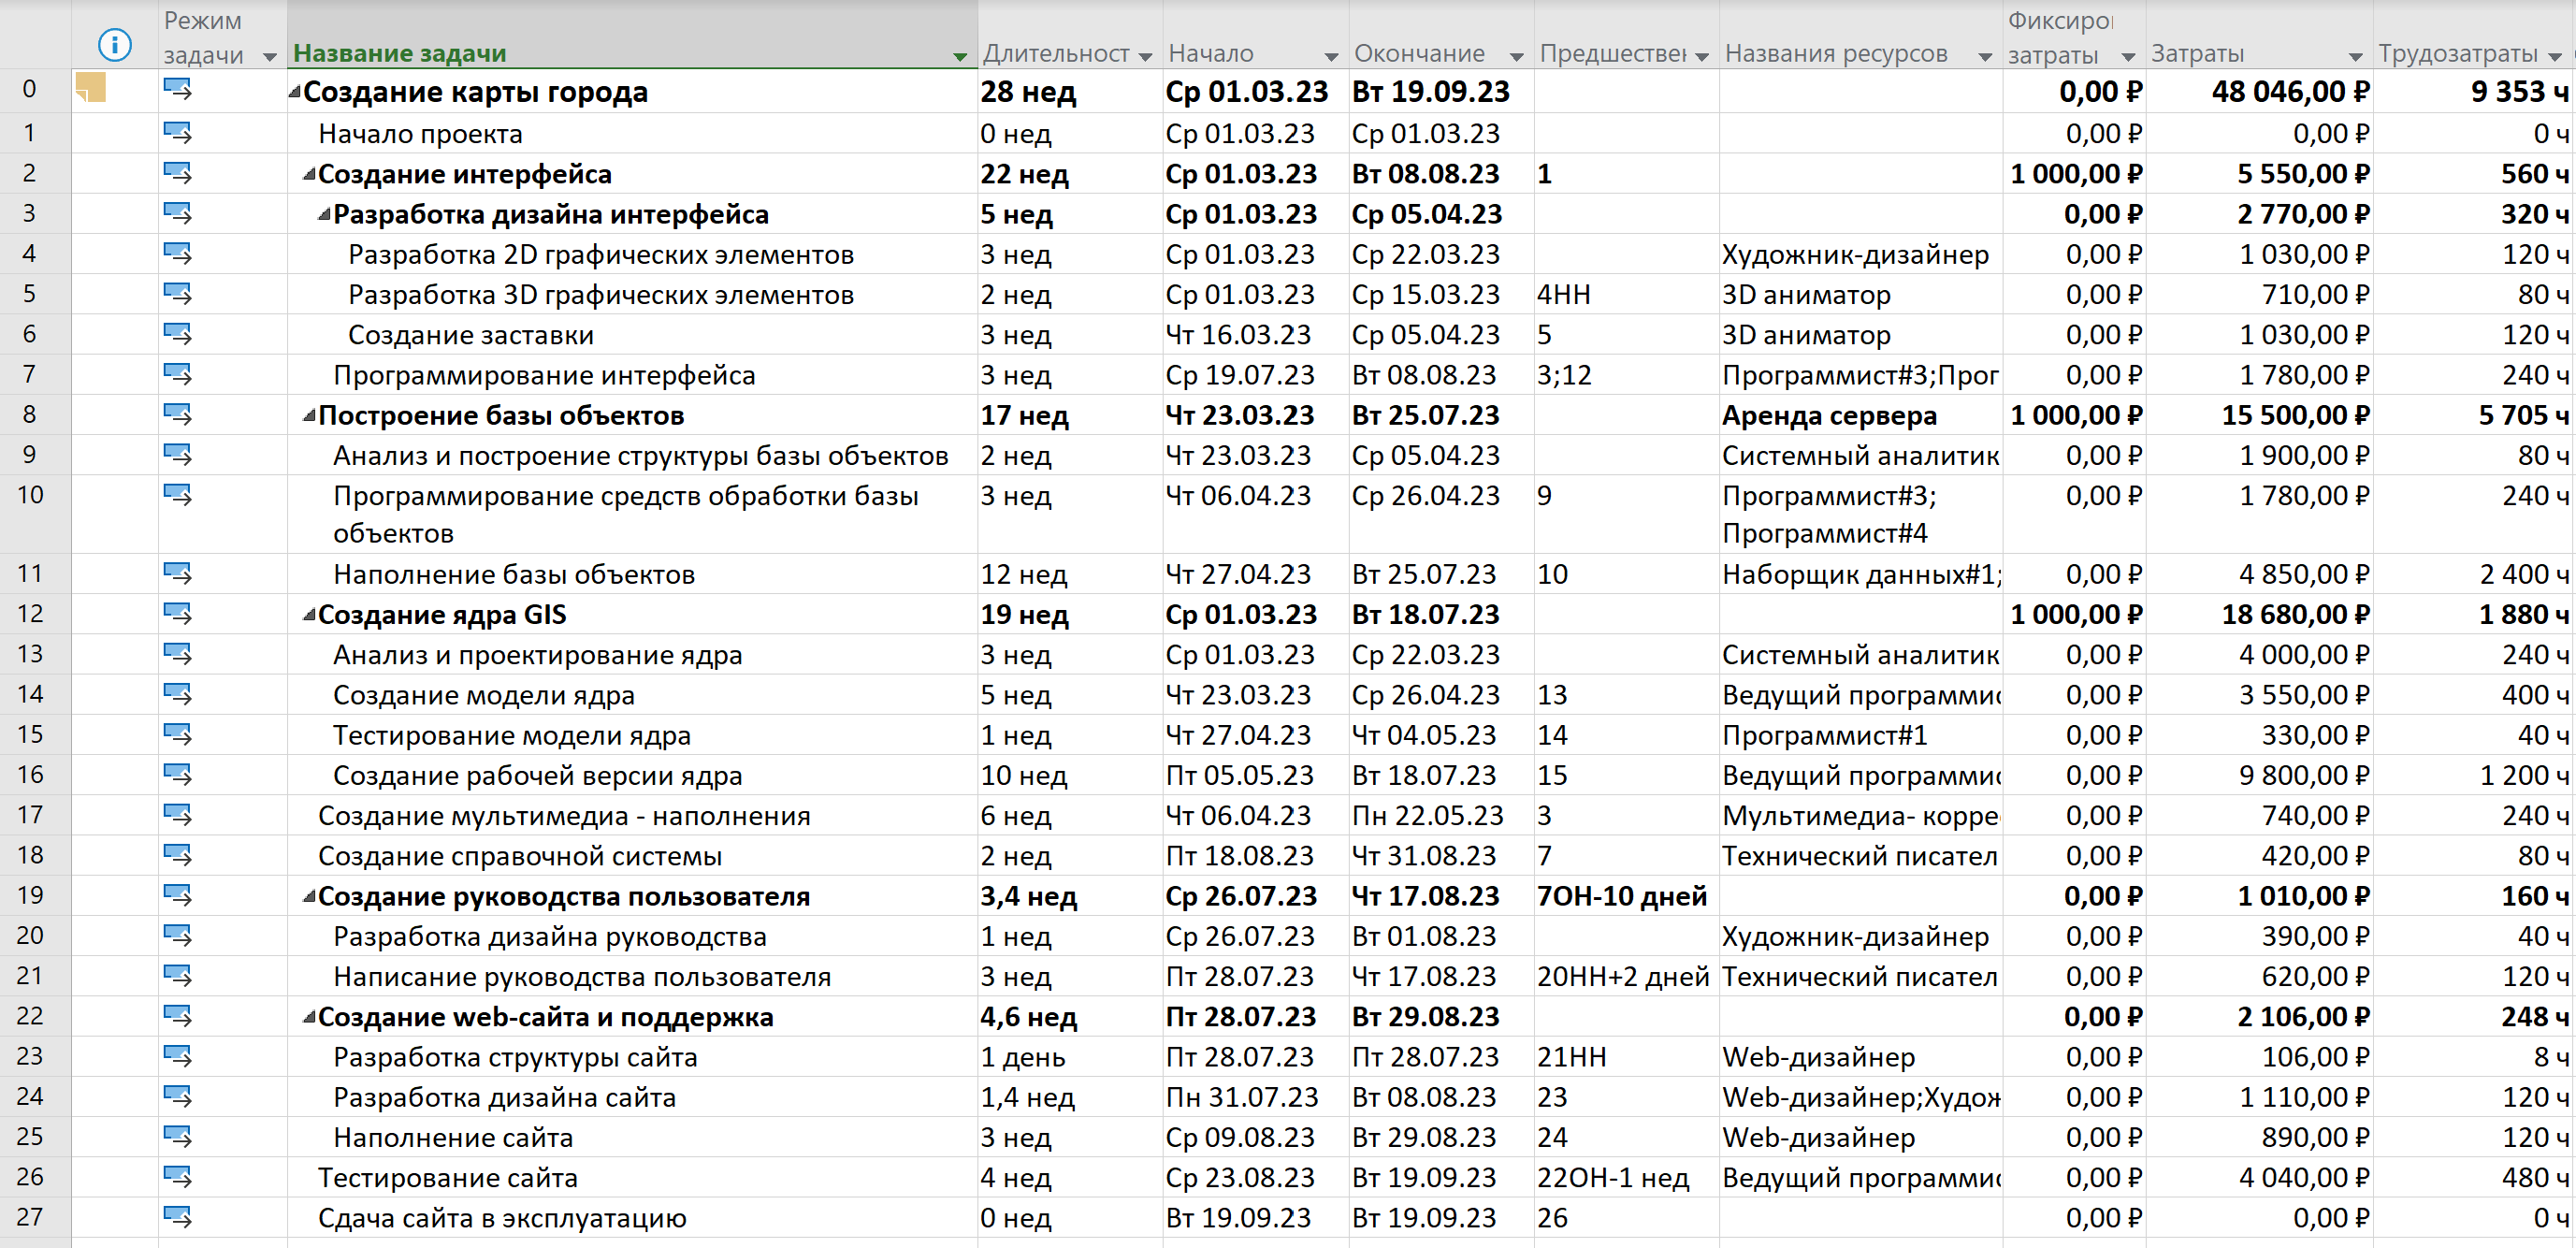 Режим задачи Название задачи Длительност Начало Окончание Предшествен Названия ресурсов Фиксиро затраты Затраты Трудозатраты
0 Создание карты города 28 нед Ср 01.03.23 Вт 19.09.23 0,00 ₽ 48 046,00 ₽ 9 353 ч
1 Начало проекта 0 нед Ср 01.03.23 Ср 01.03.23 0,00 ₽ 0,00 ₽ 0 ч
2 Создание интерфейса 22 нед Ср 01.03.23 Вт 08.08.23 1 1 000,00 ₽ 5 550,00 ₽ 560 ч
3 Разработка дизайна интерфейса 5 нед Ср 01.03.23 Ср 05.04.23 0,00 ₽ 2 770,00 ₽ 320 ч
4 Разработка 2D графических элементов 3 нед Ср 01.03.23 Ср 22.03.23 Художник-дизайнер 0,00 ₽ 1 030,00 ₽ 120 ч
5 Разработка 3D графических элементов 2 нед Ср 01.03.23 Ср 15.03.23 4НН 3D аниматор 0,00 ₽ 710,00 ₽ 80 ч
6 Создание заставки 3 нед Чт 16.03.23 Ср 05.04.23 5 3D аниматор 0,00 ₽ 1 030,00 ₽ 120 ч
7 Программирование интерфейса 3 нед Ср 19.07.23 Вт 08.08.23 3;12 Программист#3;Прог 0,00 ₽ 1 780,00 ₽ 240 ч
8 Построение базы объектов 17 нед Чт 23.03.23 Вт 25.07.23 Аренда сервера 1 000,00 ₽ 15 500,00 ₽ 5 705 ч
9 Анализ и построение структуры базы объектов 2 нед Чт 23.03.23 Ср 05.04.23 Системный аналитик 0,00 ₽ 1 900,00 ₽ 80 ч
10 Программирование средств обработки базы объектов 3 нед Чт 06.04.23 Ср 26.04.23 9 Программист#3; Программист#4 0,00 ₽ 1 780,00 ₽ 240 ч
11 Наполнение базы объектов 12 нед Чт 27.04.23 Вт 25.07.23 10 Наборщик данных#1; 0,00 ₽ 4 850,00 ₽ 2 400 ч
12 Создание ядра GIS 19 нед Ср 01.03.23 Вт 18.07.23 1 000,00 ₽ 18 680,00 ₽ 1 880 ч
13 Анализ и проектирование ядра 3 нед Ср 01.03.23 Ср 22.03.23 Системный аналитик 0,00 ₽ 4 000,00 ₽ 240 ч
14 Создание модели ядра 5 нед Чт 23.03.23 Ср 26.04.23 13 Ведущий программис 0,00 ₽ 3 550,00 ₽ 400 ч
15 Тестирование модели ядра 1 нед Чт 27.04.23 Чт 04.05.23 14 Программист#1 0,00 ₽ 330,00 ₽ 40 ч
16 Создание рабочей версии ядра 10 нед Пт 05.05.23 Вт 18.07.23 15 Ведущий программис 0,00 ₽ 9 800,00 ₽ 1 200 ч
17 Создание мультимедиа - наполнения 6 нед Чт 06.04.23 Пн 22.05.23 3 Мультимедиа- корре 0,00 ₽ 740,00 ₽ 240 ч
18 Создание справочной системы 2 нед Пт 18.08.23 Чт 31.08.23 7 Технический писател 0,00 ₽ 420,00 ₽ 80 ч
19 Создание руководства пользователя 3,4 нед Ср 26.07.23 Чт 17.08.23 7ОН-10 дней 0,00 ₽ 1 010,00 ₽ 160 ч
20 Разработка дизайна руководства 1 нед Ср 26.07.23 Вт 01.08.23 Художник-дизайнер 0,00 ₽ 390,00 ₽ 40 ч
21 Написание руководства пользователя 3 нед Пт 28.07.23 Чт 17.08.23 20НН+2 дней Технический писател 0,00 ₽ 620,00 ₽ 120 ч
22 Создание web-сайта и поддержка 4,6 нед Пт 28.07.23 Вт 29.08.23 0,00 ₽ 2 106,00 ₽ 248 ч
23 Разработка структуры сайта 1 день Пт 28.07.23 Пт 28.07.23 21НН Web-дизайнер 0,00 ₽ 106,00 ₽ 8 ч
24 Разработка дизайна сайта 1,4 нед Пн 31.07.23 Вт 08.08.23 23 Web-дизайнер;Худож 0,00 ₽ 1 110,00 ₽ 120 ч
25 Наполнение сайта 3 нед Ср 09.08.23 Вт 29.08.23 24 Web-дизайнер 0,00 ₽ 890,00 ₽ 120 ч
26 Тестирование сайта 4 нед Ср 23.08.23 Вт 19.09.23 22ОН-1 нед Ведущий программис 0,00 ₽ 4 040,00 ₽ 480 ч
27 Сдача сайта в эксплуатацию 0 нед Вт 19.09.23 Вт 19.09.23 26 0,00 ₽ 0,00 ₽ 0 ч